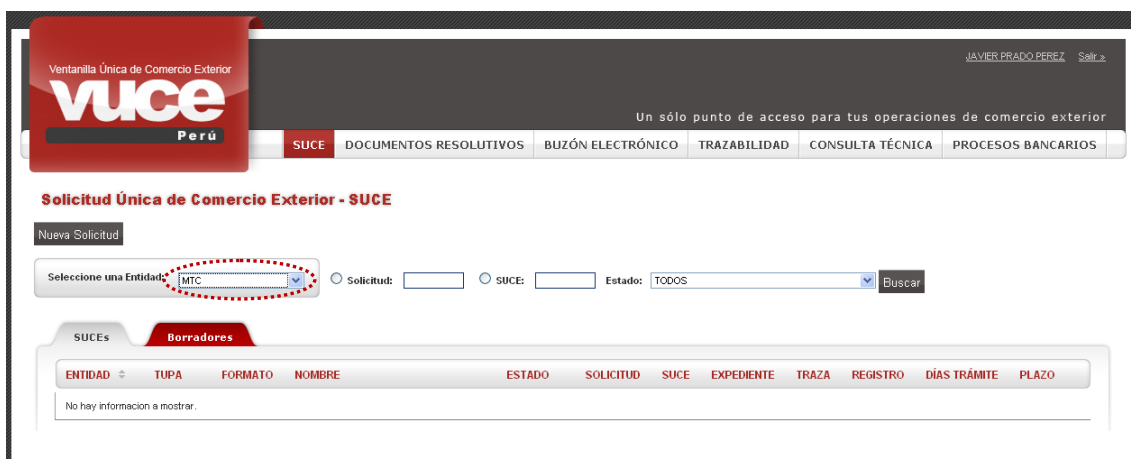 JAVIER PRADO PEREZ Salir »
Ventanilla Única de Comercio Exterior
vuce
Perú
Un sólo punto de acceso para tus operaciones de comercio exterior
SUCE DOCUMENTOS RESOLUTIVOS BUZÓN ELECTRÓNICO TRAZABILIDAD CONSULTA TÉCNICA PROCESOS BANCARIOS
Solicitud Única de Comercio Exterior - SUCE
Nueva Solicitud
Seleccione una Entidad: MTC Solicitud: SUCE: Estado: TODOS Buscar
SUCEs Borradores
ENTIDAD TUPA FORMATO NOMBRE ESTADO SOLICITUD SUCE EXPEDIENTE TRAZA REGISTRO DÍAS TRÁMITE PLAZO
No hay informacion a mostrar.